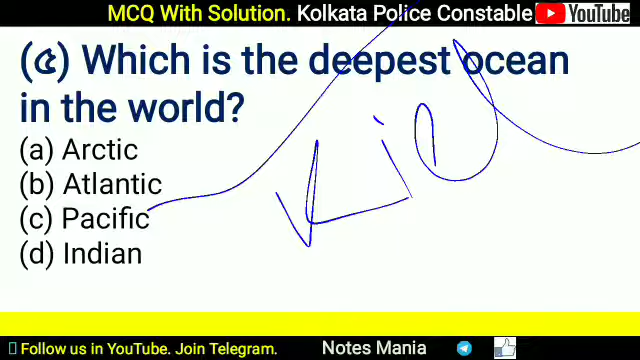 MCQ With Solution. Kolkata Police Constable YouTube
(c) Which is the deepest ocean
in the world?
(a) Arctic
(b) Atlantic
(c) Pacific
(d) Indian
Follow us in YouTube. Join Telegram. Notes Mania